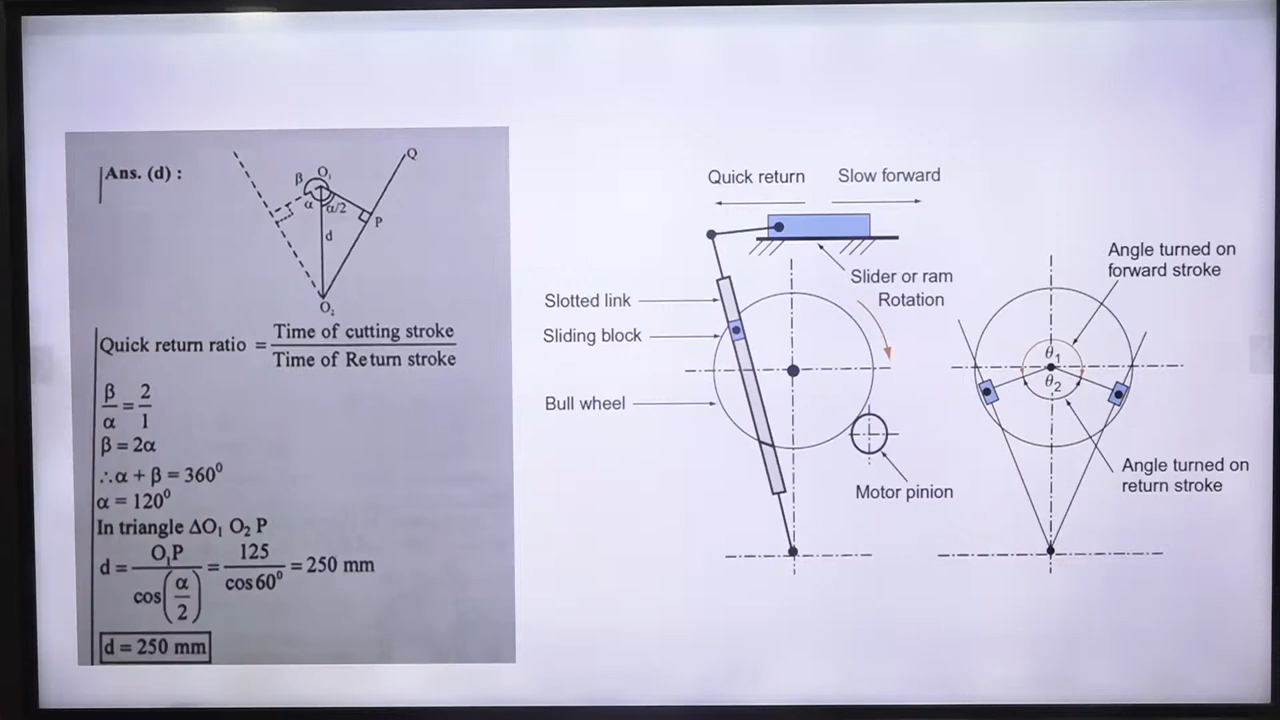 Ans. (d) :
Q
O₁
β
α
α/2
P
d
O₂
Quick return ratio = Time of cutting stroke / Time of Return stroke
β/α = 2/1
β = 2α
∴ α + β = 360⁰
α = 120⁰
In triangle ΔO₁ O₂ P
d = O₁P / cos(α/2) = 125 / cos 60⁰ = 250 mm
d = 250 mm
Quick return
Slow forward
Slider or ram
Rotation
Slotted link
Sliding block
Bull wheel
Motor pinion
Angle turned on
forward stroke
θ₁
θ₂
Angle turned on
return stroke